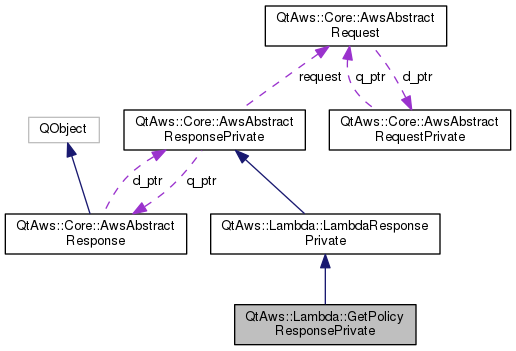 QtAws::Core::AwsAbstract
Request
request
q_ptr
d_ptr
QObject
QtAws::Core::AwsAbstract
ResponsePrivate
QtAws::Core::AwsAbstract
RequestPrivate
d_ptr
q_ptr
QtAws::Core::AwsAbstract
Response
QtAws::Lambda::LambdaResponse
Private
QtAws::Lambda::GetPolicy
ResponsePrivate